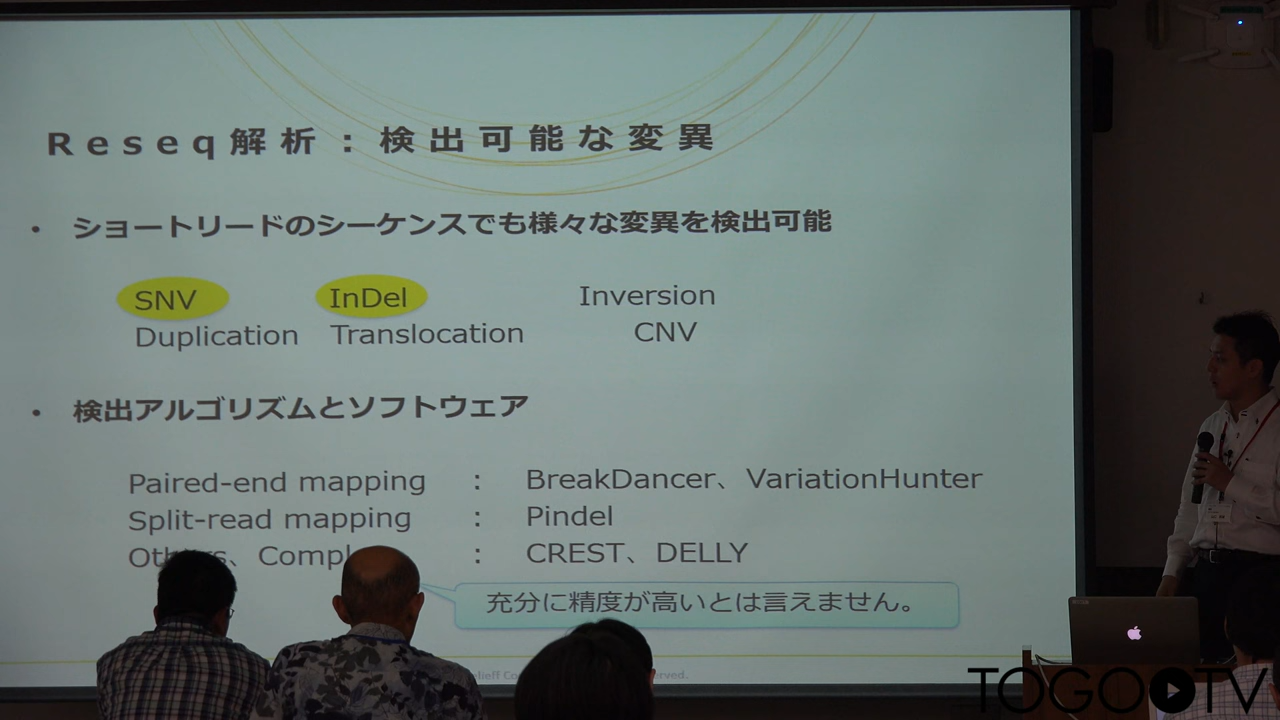 Reseq解析：検出可能な変異
• ショートリードのシーケンスでも様々な変異を検出可能
SNV InDel Inversion
Duplication Translocation CNV
• 検出アルゴリズムとソフトウェア
Paired-end mapping : BreakDancer、VariationHunter
Split-read mapping : Pindel
: CREST、DELLY
充分に精度が高いとは言えません。
TOGOTV